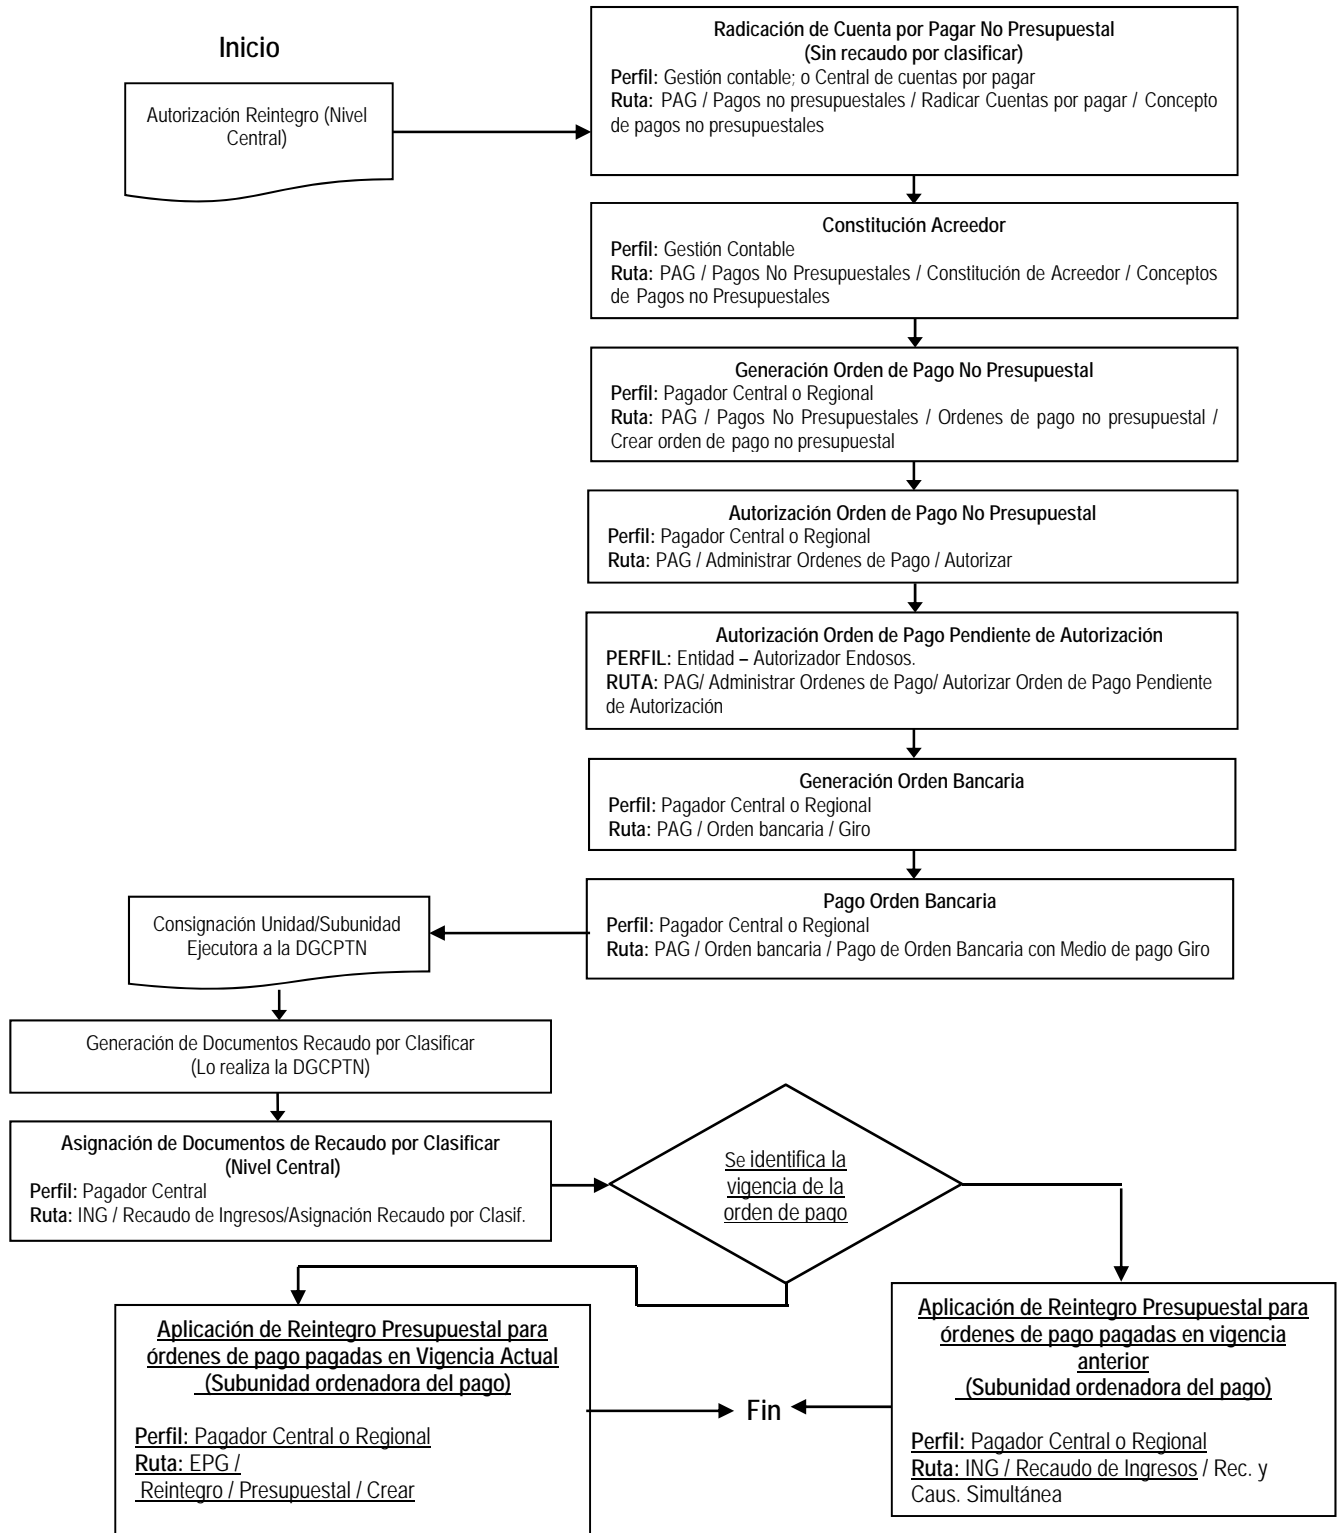 Inicio
Autorización Reintegro (Nivel
Central)
Radicación de Cuenta por Pagar No Presupuestal
(Sin recaudo por clasificar)
Perfil: Gestión contable; o Central de cuentas por pagar
Ruta: PAG / Pagos no presupuestales / Radicar Cuentas por pagar / Concepto
de pagos no presupuestales
Constitución Acreedor
Perfil: Gestión Contable
Ruta: PAG / Pagos No Presupuestales / Constitución de Acreedor / Conceptos
de Pagos no Presupuestales
Generación Orden de Pago No Presupuestal
Perfil: Pagador Central o Regional
Ruta: PAG / Pagos No Presupuestales / Ordenes de pago no presupuestal /
Crear orden de pago no presupuestal
Autorización Orden de Pago No Presupuestal
Perfil: Pagador Central o Regional
Ruta: PAG / Administrar Ordenes de Pago / Autorizar
Autorización Orden de Pago Pendiente de Autorización
PERFIL: Entidad – Autorizador Endosos.
RUTA: PAG/ Administrar Ordenes de Pago/ Autorizar Orden de Pago Pendiente
de Autorización
Generación Orden Bancaria
Perfil: Pagador Central o Regional
Ruta: PAG / Orden bancaria / Giro
Pago Orden Bancaria
Perfil: Pagador Central o Regional
Ruta: PAG / Orden bancaria / Pago de Orden Bancaria con Medio de pago Giro
Consignación Unidad/Subunidad
Ejecutora a la DGCPTN
Generación de Documentos Recaudo por Clasificar
(Lo realiza la DGCPTN)
Asignación de Documentos de Recaudo por Clasificar
(Nivel Central)
Perfil: Pagador Central
Ruta: ING / Recaudo de Ingresos/Asignación Recaudo por Clasif.
Se identifica la
vigencia de la
orden de pago
Aplicación de Reintegro Presupuestal para
órdenes de pago pagadas en Vigencia Actual
(Subunidad ordenadora del pago)
Perfil: Pagador Central o Regional
Ruta: EPG /
Reintegro / Presupuestal / Crear
Fin
Aplicación de Reintegro Presupuestal para
órdenes de pago pagadas en vigencia
anterior
(Subunidad ordenadora del pago)
Perfil: Pagador Central o Regional
Ruta: ING / Recaudo de Ingresos / Rec. y
Caus. Simultánea